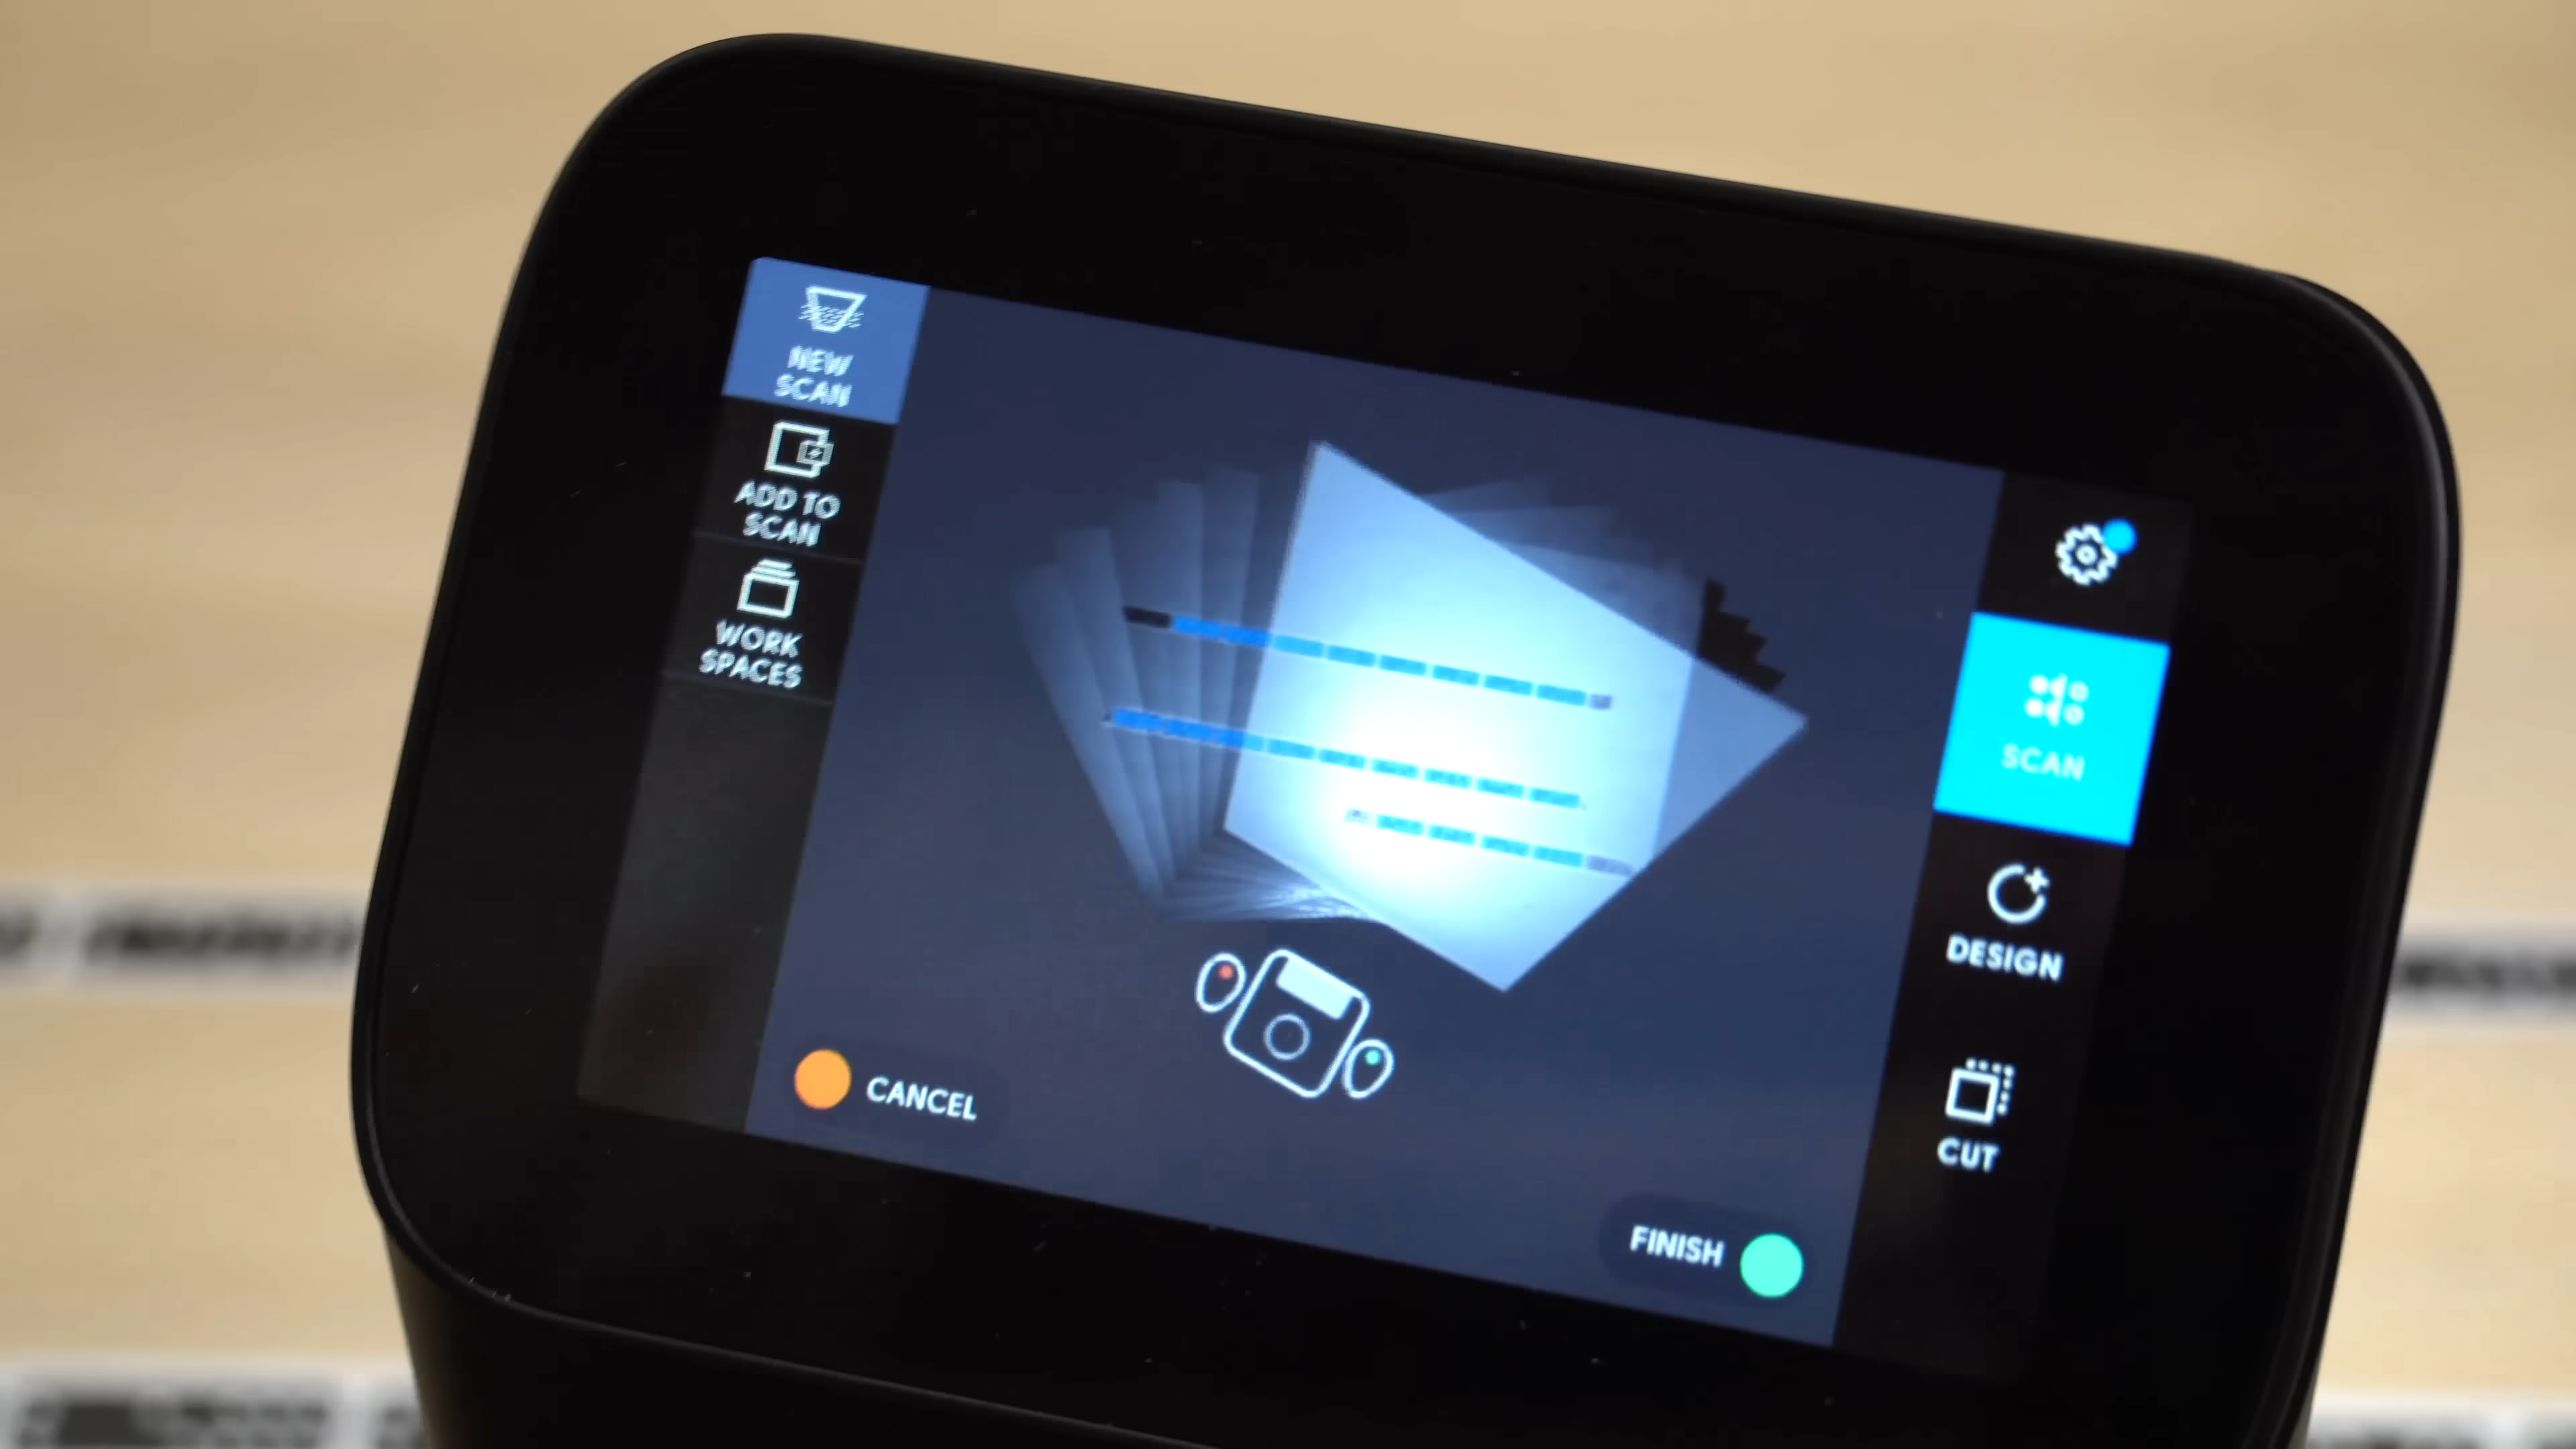 NEW
SCAN
ADD TO
SCAN
WORK
SPACES
CANCEL
FINISH
SCAN
DESIGN
CUT